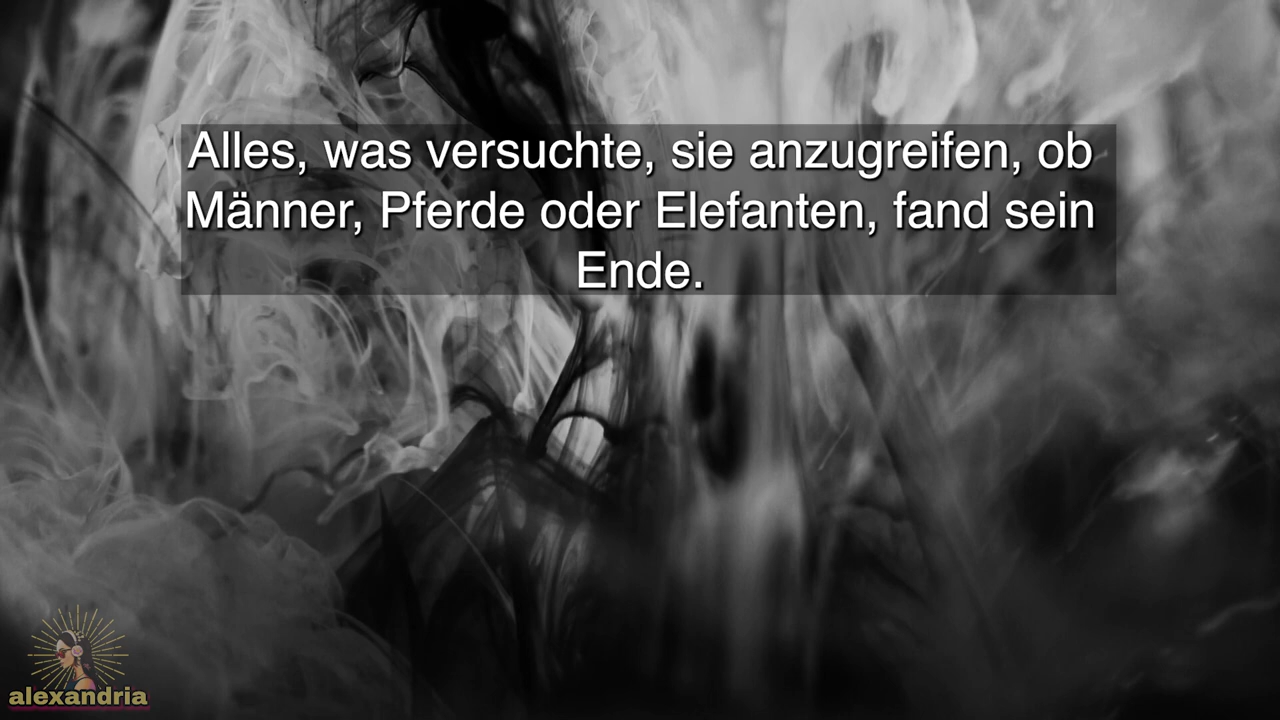 Alles, was versuchte, sie anzugreifen, ob
Männer, Pferde oder Elefanten, fand sein
Ende.
alexandria